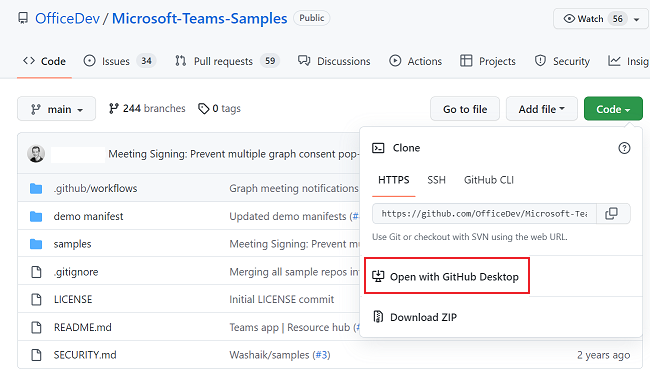 OfficeDev / Microsoft-Teams-Samples Public Watch 56
Code Issues 34 Pull requests 59 Discussions Actions Projects Security Insig
main 244 branches 0 tags Go to file Add file Code
Meeting Signing: Prevent multiple graph consent pop-
.github/workflows Graph meeting notifications
demo manifest Updated demo manifests (#
samples Meeting Signing: Prevent mu
.gitignore Merging all sample repos in
LICENSE Initial LICENSE commit
README.md Teams app | Resource hub (#
SECURITY.md Washaik/samples (#3) 2 years ago
Clone
HTTPS SSH GitHub CLI
https://github.com/OfficeDev/Microsoft-Tea
Use Git or checkout with SVN using the web URL.
Open with GitHub Desktop
Download ZIP